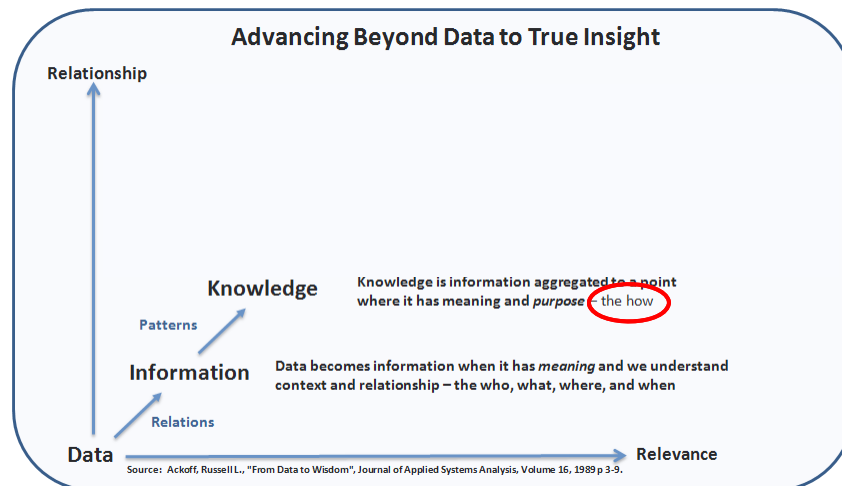 Advancing Beyond Data to True Insight
Relationship
Knowledge
Knowledge is information aggregated to a point
where it has meaning and purpose – the how
Patterns
Information
Data becomes information when it has meaning and we understand
context and relationship – the who, what, where, and when
Relations
Data
Relevance
Source: Ackoff, Russell L., "From Data to Wisdom", Journal of Applied Systems Analysis, Volume 16, 1989 p 3-9.